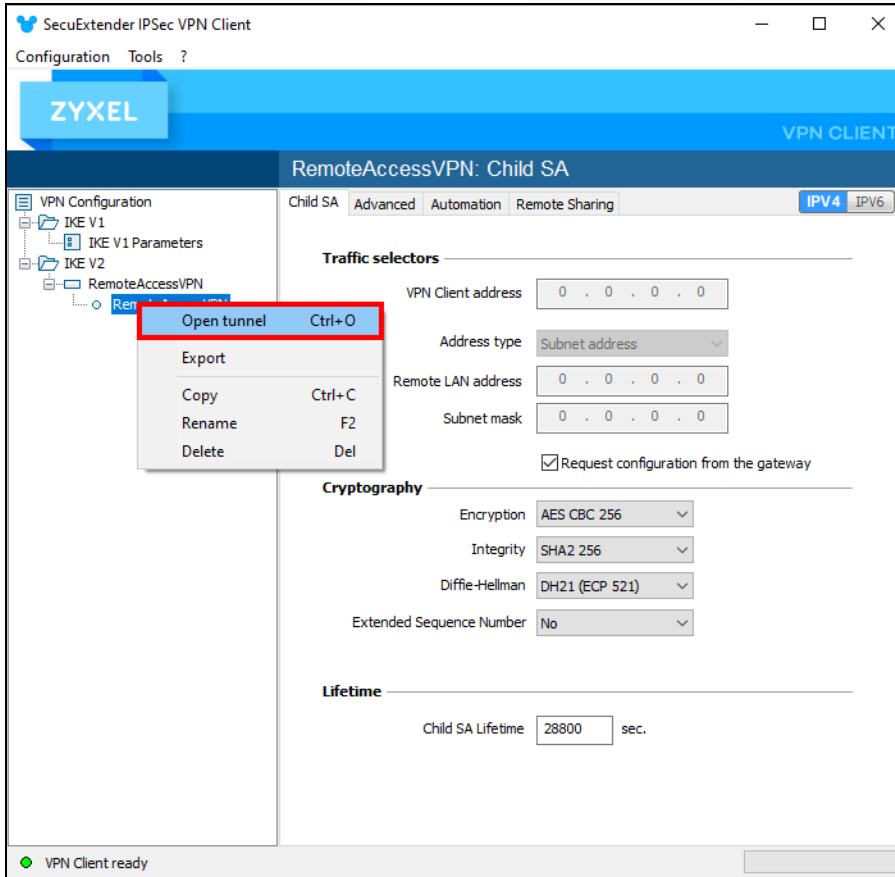 SecuExtender IPSec VPN Client
Configuration Tools ?
ZYXEL
VPN CLIENT
RemoteAccessVPN: Child SA
VPN Configuration
IKE V1
IKE V1 Parameters
IKE V2
RemoteAccessVPN
Open tunnel Ctrl+O
Export
Copy Ctrl+C
Rename F2
Delete Del
Child SA Advanced Automation Remote Sharing
IPV4 IPV6
Traffic selectors
VPN Client address 0 . 0 . 0 . 0
Address type Subnet address
Remote LAN address 0 . 0 . 0 . 0
Subnet mask 0 . 0 . 0 . 0
Request configuration from the gateway
Cryptography
Encryption AES CBC 256
Integrity SHA2 256
Diffie-Hellman DH21 (ECP 521)
Extended Sequence Number No
Lifetime
Child SA Lifetime 28800 sec.
VPN Client ready